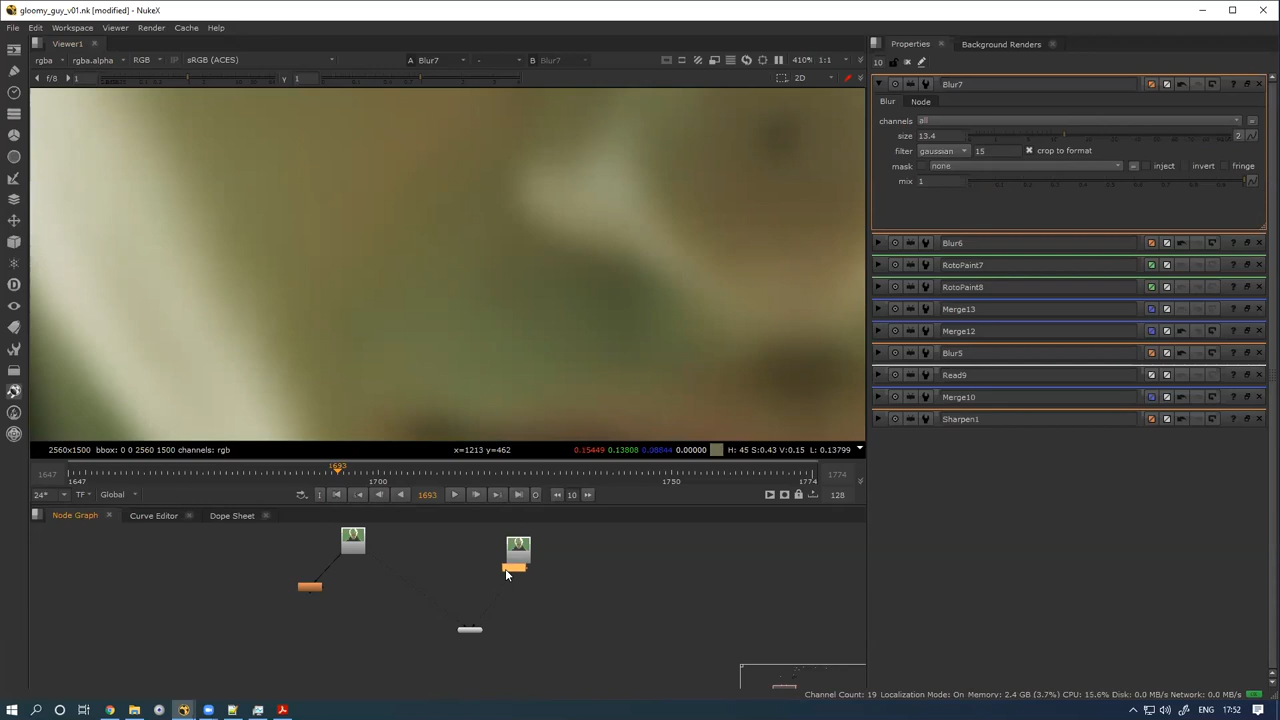 gloomy_guy_v01.nk [modified] - NukeX
File Edit Workspace Viewer Render Cache Help
Viewer1
rgba rgba.alpha RGB IP sRGB (ACES) A Blur7 - B Blur7 410% 1:1
f/8 1 Y 1 2D
2560x1500 bbox: 0 0 2560 1500 channels: rgb x=1213 y=462 0.15449 0.13808 0.08844 0.00000 H: 45 S:0.43 V:0.15 L: 0.13799
1647 1693 1774
1647 1700 1750 1774
24* TF Global 1693 10 128
Node Graph Curve Editor Dope Sheet
Properties Background Renders
10
Blur7
Blur Node
channels all
size 13.4 2
filter gaussian 15 crop to format
mask none inject invert fringe
mix 1
Blur6
RotoPaint7
RotoPaint8
Merge13
Merge12
Blur5
Read9
Merge10
Sharpen1
Channel Count: 19 Localization Mode: On Memory: 2.4 GB (3.7%) CPU: 15.6% Disk: 0.0 MB/s Network: 0.0 MB/s
ENG 17:52